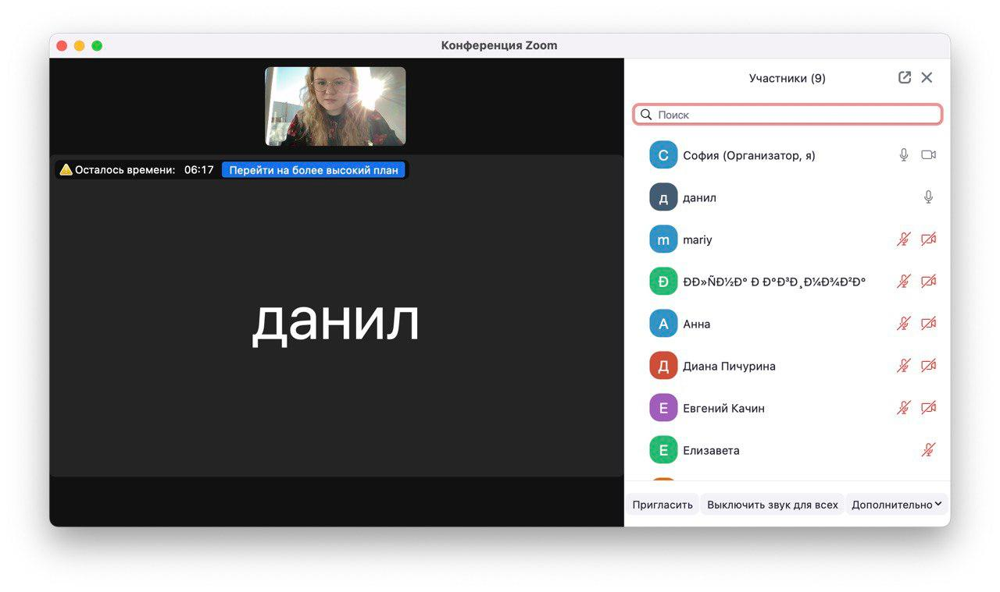 Конференция Zoom
Осталось времени: 06:17 Перейти на более высокий план
данил
Участники (9)
Поиск
С София (Организатор, я)
д данил
m mariy
Ð ÐÐ»ÑÐ½Ð° Ð Ð°Ð³Ð¸Ð¼Ð¾Ð²Ð°
А Анна
Д Диана Пичурина
Е Евгений Качин
Е Елизавета
Пригласить Выключить звук для всех Дополнительно